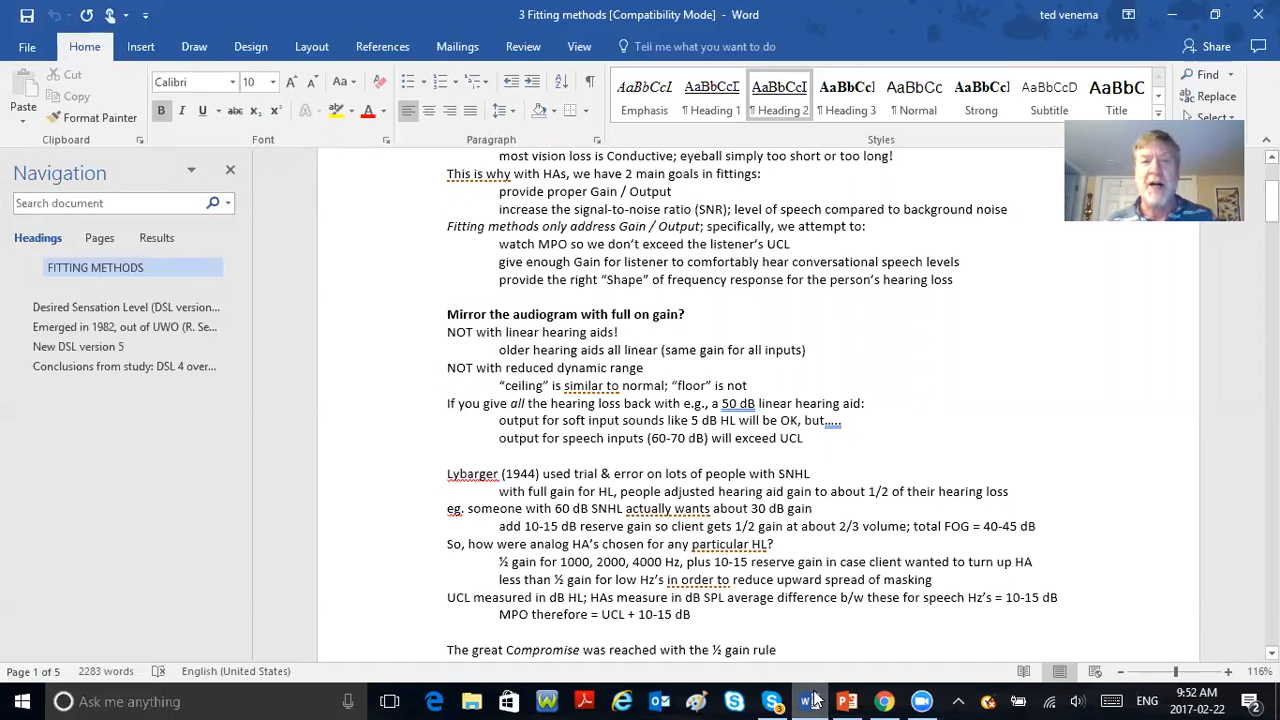 3 Fitting methods [Compatibility Mode] - Word
ted venema
File Home Insert Draw Design Layout References Mailings Review View Tell me what you want to do Share
Paste
Cut
Copy
Format Painter
Clipboard
Calibri 10
Font
Paragraph
AaBbCcI AaBbCcI AaBbCcI AaBbCcl AaBbCc AaBbCcI AaBbCcD AaBbC
Emphasis ¶ Heading 1 ¶ Heading 2 ¶ Heading 3 ¶ Normal Strong Subtitle Title
Styles
Find
Replace
Select
Navigation
Search document
Headings Pages Results
FITTING METHODS
Desired Sensation Level (DSL version...
Emerged in 1982, out of UWO (R. Se...
New DSL version 5
Conclusions from study: DSL 4 over...
most vision loss is Conductive; eyeball simply too short or too long!
This is why with HAs, we have 2 main goals in fittings:
provide proper Gain / Output
increase the signal-to-noise ratio (SNR); level of speech compared to background noise
Fitting methods only address Gain / Output; specifically, we attempt to:
watch MPO so we don't exceed the listener's UCL
give enough Gain for listener to comfortably hear conversational speech levels
provide the right "Shape" of frequency response for the person's hearing loss
Mirror the audiogram with full on gain?
NOT with linear hearing aids!
older hearing aids all linear (same gain for all inputs)
NOT with reduced dynamic range
"ceiling" is similar to normal; "floor" is not
If you give all the hearing loss back with e.g., a 50 dB linear hearing aid:
output for soft input sounds like 5 dB HL will be OK, but…..
output for speech inputs (60-70 dB) will exceed UCL
Lybarger (1944) used trial & error on lots of people with SNHL
with full gain for HL, people adjusted hearing aid gain to about 1/2 of their hearing loss
eg. someone with 60 dB SNHL actually wants about 30 dB gain
add 10-15 dB reserve gain so client gets 1/2 gain at about 2/3 volume; total FOG = 40-45 dB
So, how were analog HA's chosen for any particular HL?
½ gain for 1000, 2000, 4000 Hz, plus 10-15 reserve gain in case client wanted to turn up HA
less than ½ gain for low Hz's in order to reduce upward spread of masking
UCL measured in dB HL; HAs measure in dB SPL average difference b/w these for speech Hz's = 10-15 dB
MPO therefore = UCL + 10-15 dB
The great Compromise was reached with the ½ gain rule
Page 1 of 5 2283 words English (United States) 116%
Ask me anything
ENG
9:52 AM
2017-02-22